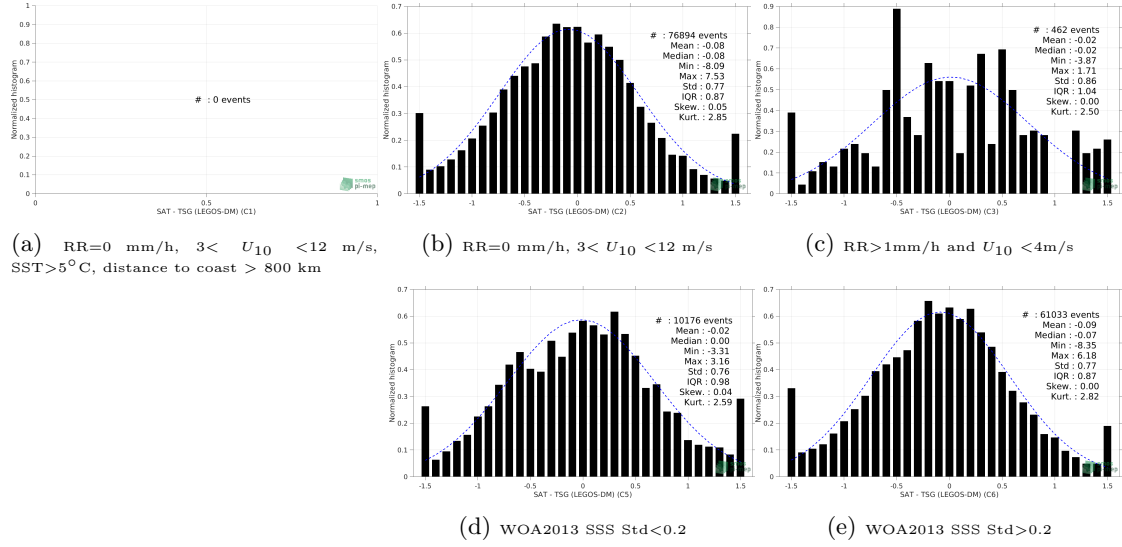 1
0.9
0.8
0.7
0.6
0.5
0.4
0.3
0.2
0.1
0
Normalized histogram
# : 0 events
0 0.5 1
SAT - TSG (LEGOS-DM) (C1)
smos
pi-mep
(a) RR=0 mm/h, 3< U10 <12 m/s,
SST>5°C, distance to coast > 800 km
0.7
0.6
0.5
0.4
0.3
0.2
0.1
0
Normalized histogram
# : 76894 events
Mean : -0.08
Median : -0.08
Min : -8.09
Max : 7.53
Std : 0.77
IQR : 0.87
Skew. : 0.05
Kurt. : 2.85
-1.5 -1 -0.5 0 0.5 1 1.5
SAT - TSG (LEGOS-DM) (C2)
pi-mep
(b) RR=0 mm/h, 3< U10 <12 m/s
0.9
0.8
0.7
0.6
0.5
0.4
0.3
0.2
0.1
0
Normalized histogram
# : 462 events
Mean : -0.02
Median : -0.02
Min : -3.87
Max : 1.71
Std : 0.86
IQR : 1.04
Skew. : 0.00
Kurt. : 2.50
-1.5 -1 -0.5 0 0.5 1 1.5
SAT - TSG (LEGOS-DM) (C3)
(c) RR>1mm/h and U10 <4m/s
0.7
0.6
0.5
0.4
0.3
0.2
0.1
0
Normalized histogram
# : 10176 events
Mean : -0.02
Median : 0.00
Min : -3.31
Max : 3.16
Std : 0.76
IQR : 0.98
Skew. : 0.04
Kurt. : 2.59
-1.5 -1 -0.5 0 0.5 1 1.5
SAT - TSG (LEGOS-DM) (C5)
(d) WOA2013 SSS Std<0.2
0.7
0.6
0.5
0.4
0.3
0.2
0.1
0
Normalized histogram
# : 61033 events
Mean : -0.09
Median : -0.07
Min : -8.35
Max : 6.18
Std : 0.77
IQR : 0.87
Skew. : 0.00
Kurt. : 2.82
-1.5 -1 -0.5 0 0.5 1 1.5
SAT - TSG (LEGOS-DM) (C6)
(e) WOA2013 SSS Std>0.2